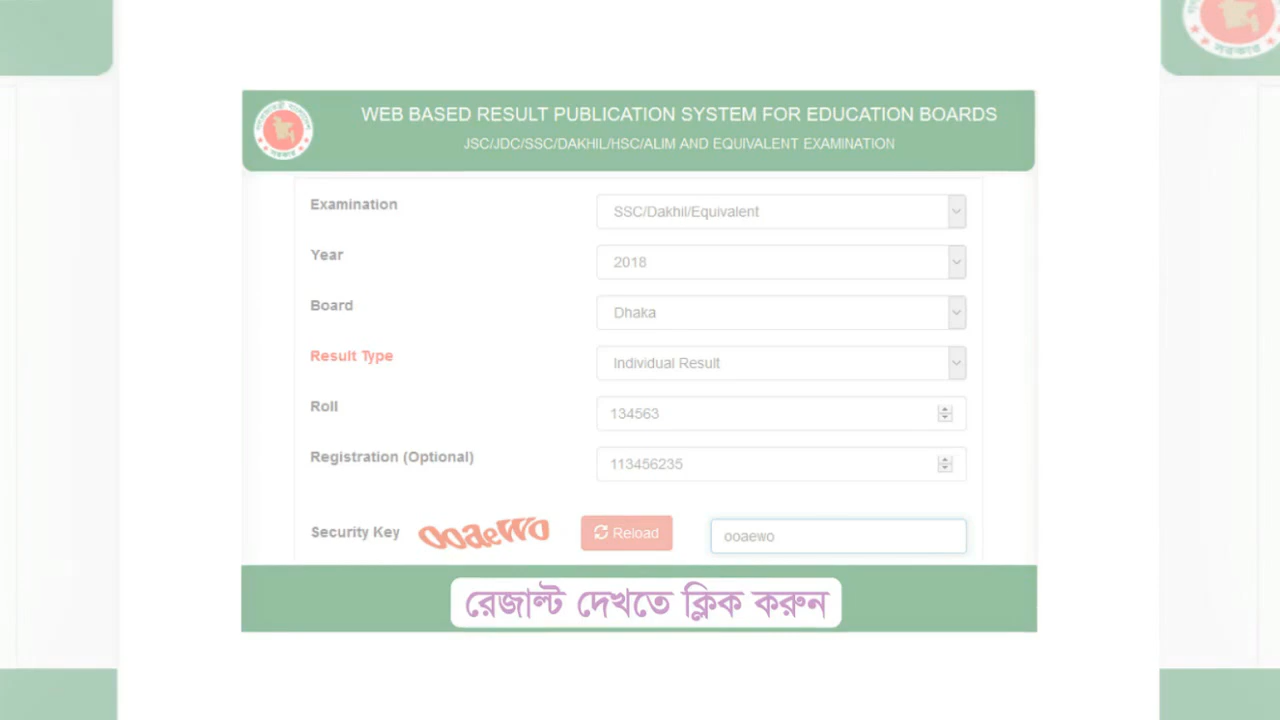 WEB BASED RESULT PUBLICATION SYSTEM FOR EDUCATION BOARDS
JSC/JDC/SSC/DAKHIL/HSC/ALIM AND EQUIVALENT EXAMINATION
Examination SSC/Dakhil/Equivalent
Year 2018
Board Dhaka
Result Type Individual Result
Roll 134563
Registration (Optional) 113456235
Security Key ooaewo Reload ooaewo
রেজাল্ট দেখতে ক্লিক করুন